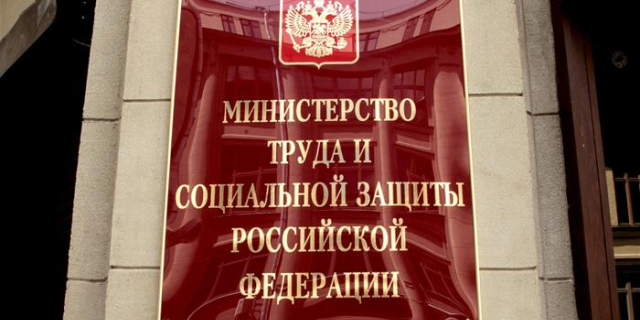 МИНИСТЕРСТВО
ТРУДА И
СОЦИАЛЬНОЙ ЗАЩИТЫ
РОССИЙСКОЙ
ФЕДЕРАЦИИ